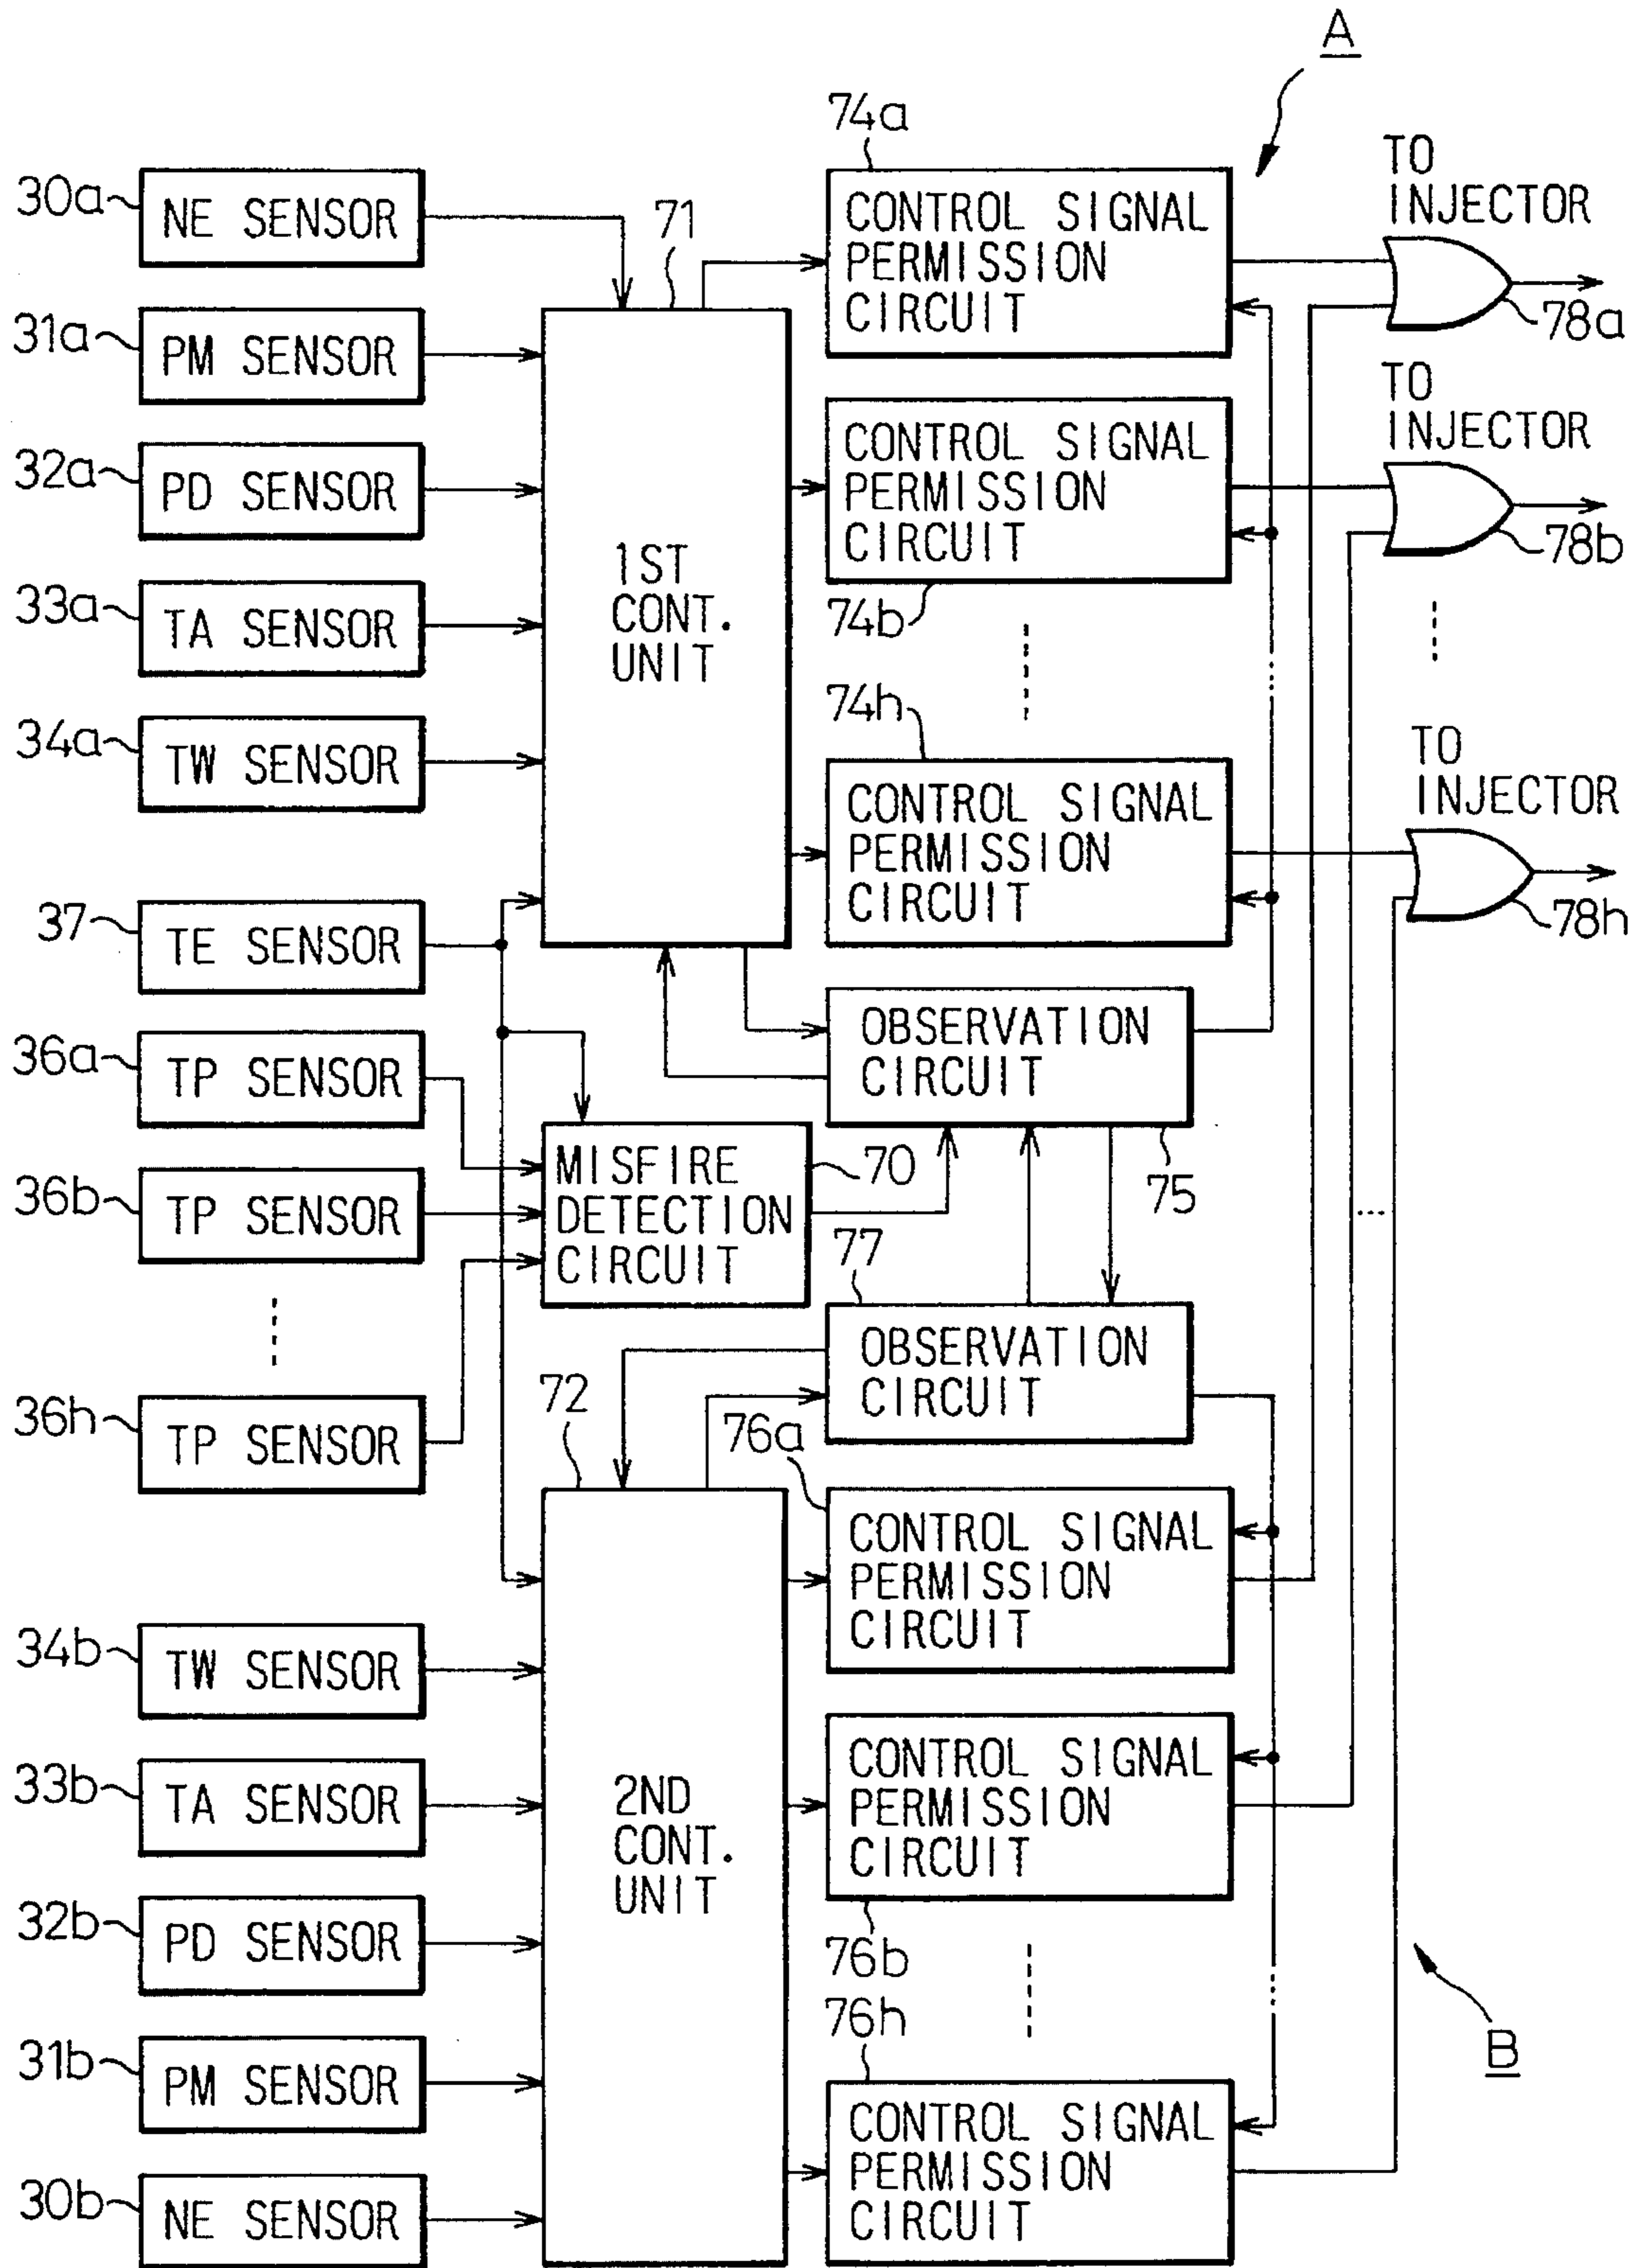 A
74a
TO
INJECTOR
30a
NE SENSOR
71
CONTROL SIGNAL
PERMISSION
CIRCUIT
78a
31a
PM SENSOR
TO
INJECTOR
32a
PD SENSOR
CONTROL SIGNAL
PERMISSION
CIRCUIT
78b
1ST
CONT.
UNIT
33a
TA SENSOR
74b
34a
TW SENSOR
74h
TO
INJECTOR
CONTROL SIGNAL
PERMISSION
CIRCUIT
78h
37
TE SENSOR
OBSERVATION
CIRCUIT
36a
TP SENSOR
MISFIRE
DETECTION
CIRCUIT
70
75
36b
TP SENSOR
77
OBSERVATION
CIRCUIT
36h
TP SENSOR
72
76a
CONTROL SIGNAL
PERMISSION
CIRCUIT
34b
TW SENSOR
33b
TA SENSOR
CONTROL SIGNAL
PERMISSION
CIRCUIT
2ND
CONT.
UNIT
32b
PD SENSOR
76b
76h
B
31b
PM SENSOR
CONTROL SIGNAL
PERMISSION
CIRCUIT
30b
NE SENSOR